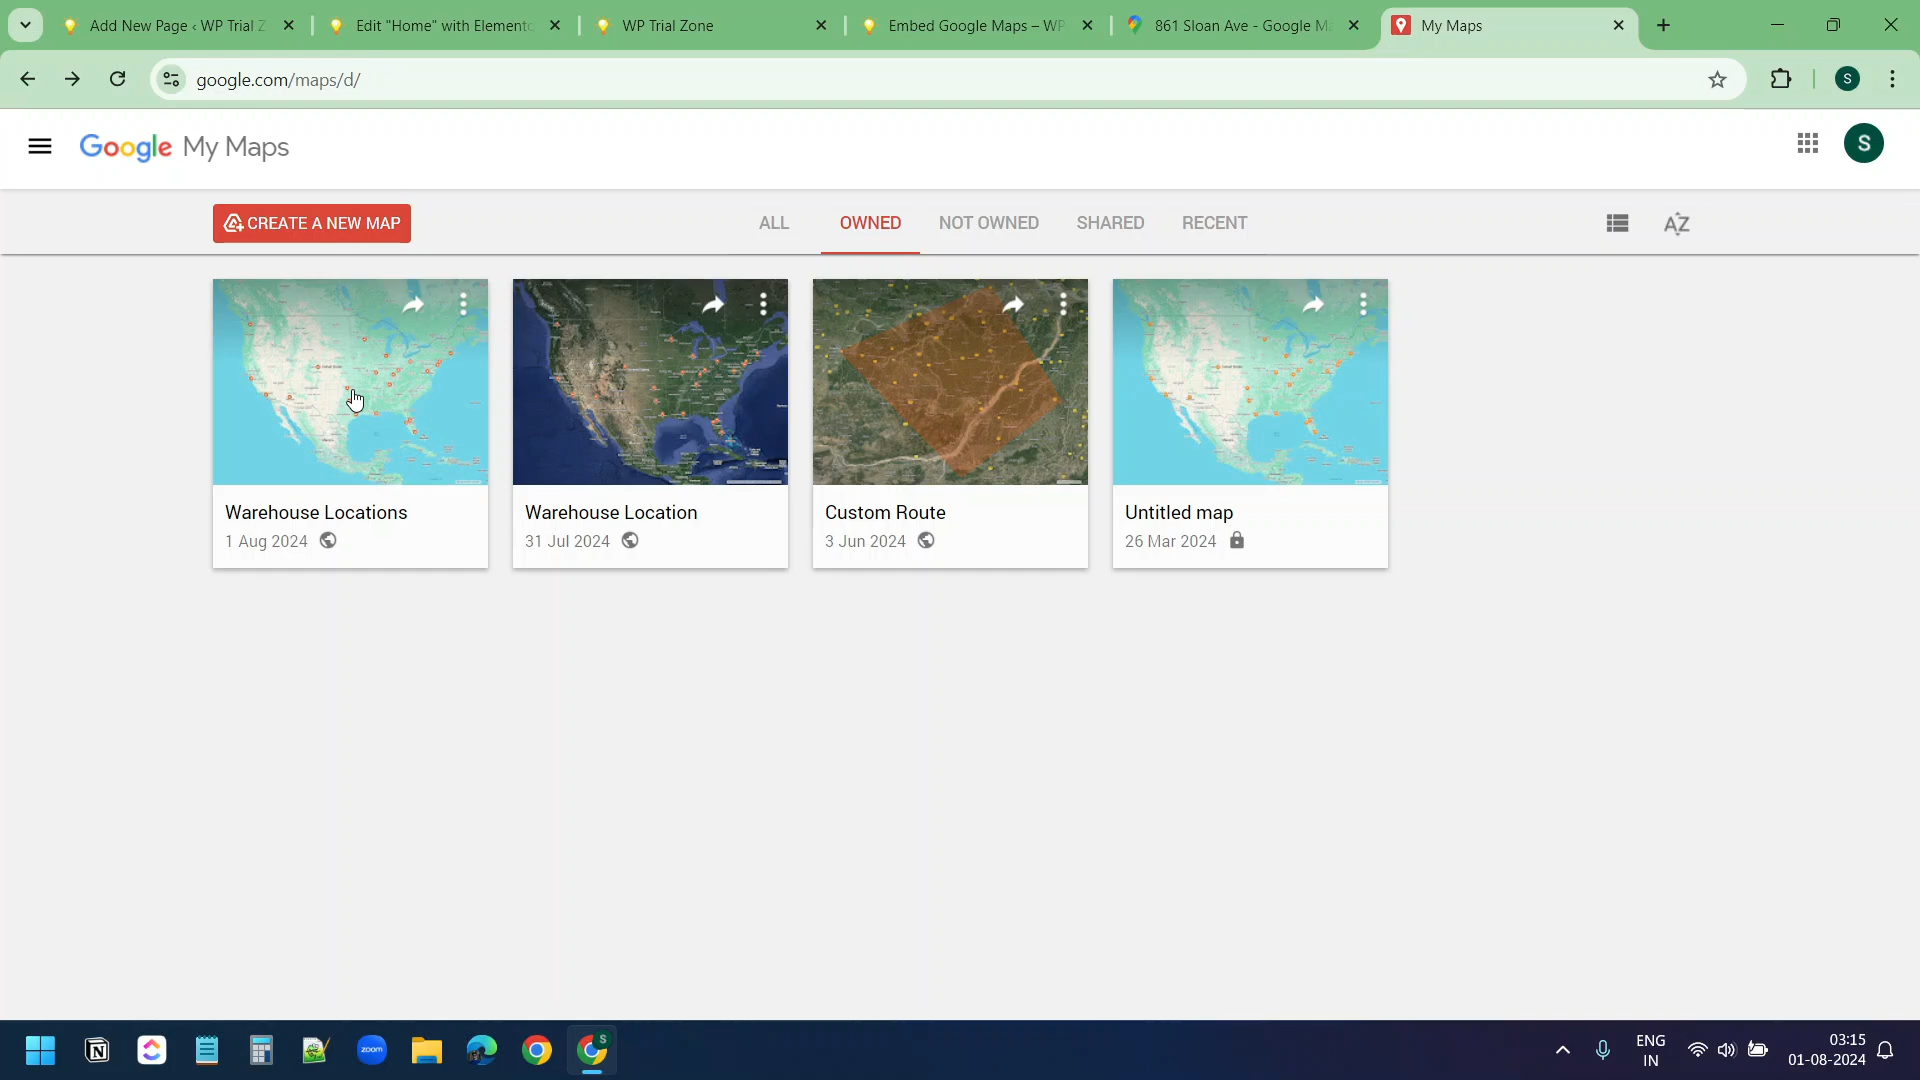 Add New Page ‹ WP Trial Z
Edit "Home" with Elemento
WP Trial Zone
Embed Google Maps – WP
861 Sloan Ave - Google Ma
My Maps
google.com/maps/d/
S
Google My Maps
S
CREATE A NEW MAP
ALL
OWNED
NOT OWNED
SHARED
RECENT
AZ
Warehouse Locations
1 Aug 2024
Warehouse Location
31 Jul 2024
Custom Route
3 Jun 2024
Untitled map
26 Mar 2024
zoom
S
ENG
IN
03:15
01-08-2024